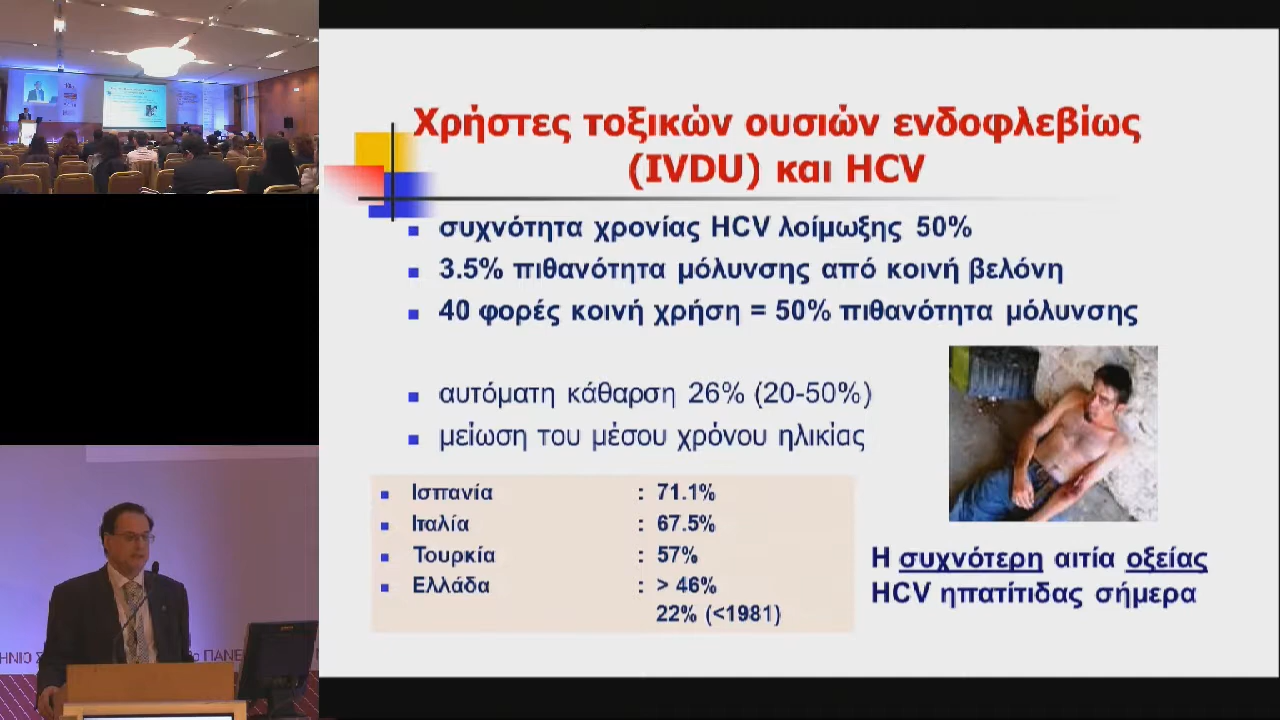 Χρήστες τοξικών ουσιών ενδοφλεβίως
(IVDU) και HCV
συχνότητα χρονίας HCV λοίμωξης 50%
3.5% πιθανότητα μόλυνσης από κοινή βελόνη
40 φορές κοινή χρήση = 50% πιθανότητα μόλυνσης
αυτόματη κάθαρση 26% (20-50%)
μείωση του μέσου χρόνου ηλικίας
Ισπανία : 71.1%
Ιταλία : 67.5%
Τουρκία : 57%
Ελλάδα : > 46%
22% (<1981)
Η συχνότερη αιτία οξείας
HCV ηπατίτιδας σήμερα